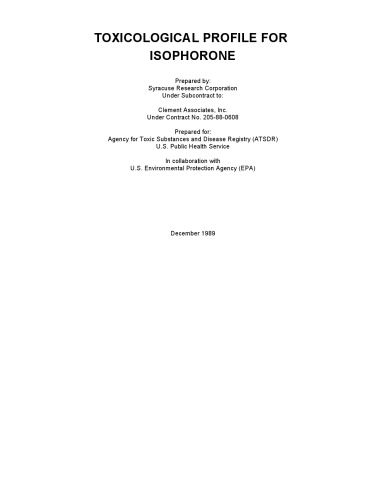 TOXICOLOGICAL PROFILE FOR
ISOPHORONE
Prepared by:
Syracuse Research Corporation
Under Subcontract to:
Clement Associates, Inc.
Under Contract No. 205-88-0608
Prepared for:
Agency for Toxic Substances and Disease Registry (ATSDR)
U.S. Public Health Service
In collaboration with
U.S. Environmental Protection Agency (EPA)
December 1989